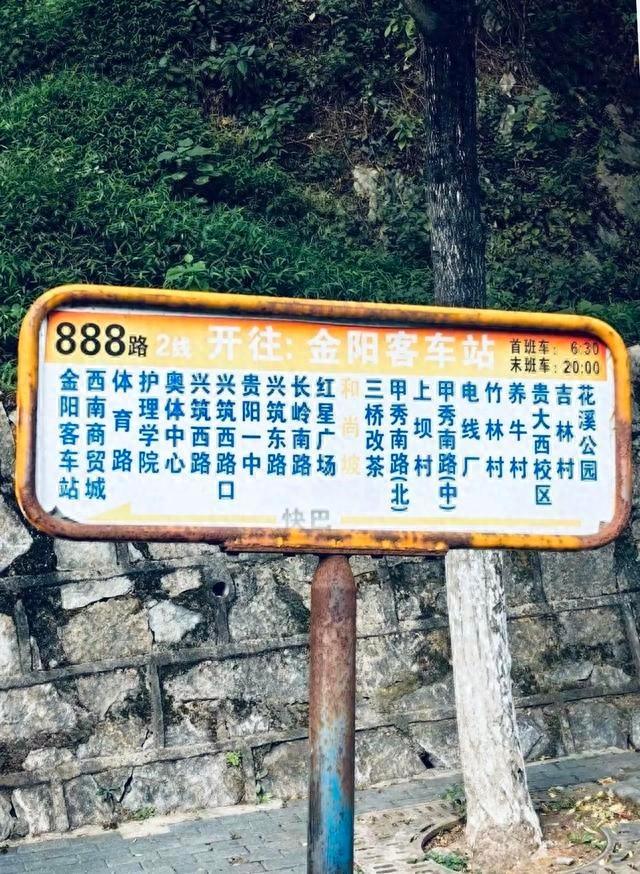 888路 2线 开往:金阳客车站 首班车: 6:30
末班车:20:00
金阳客车站
西南商贸城
体育路
护理学院
奥体中心
兴筑西路
兴筑西路口
贵阳一中
兴筑东路
长岭南路
红星广场
和尚坡
三桥改茶
甲秀南路(北)
上坝村
甲秀南路(中)
电线厂
竹林村
养牛村
贵大西校区
吉林村
花溪公园
快巴